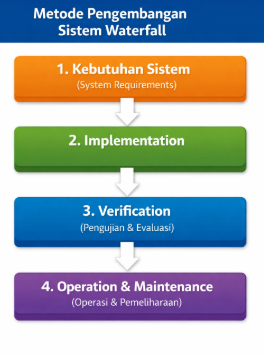 Metode Pengembangan
Sistem Waterfall
1. Kebutuhan Sistem
(System Requirements)
2. Implementation
3. Verification
(Pengujian & Evaluasi)
4. Operation & Maintenance
(Operasi & Pemeliharaan)